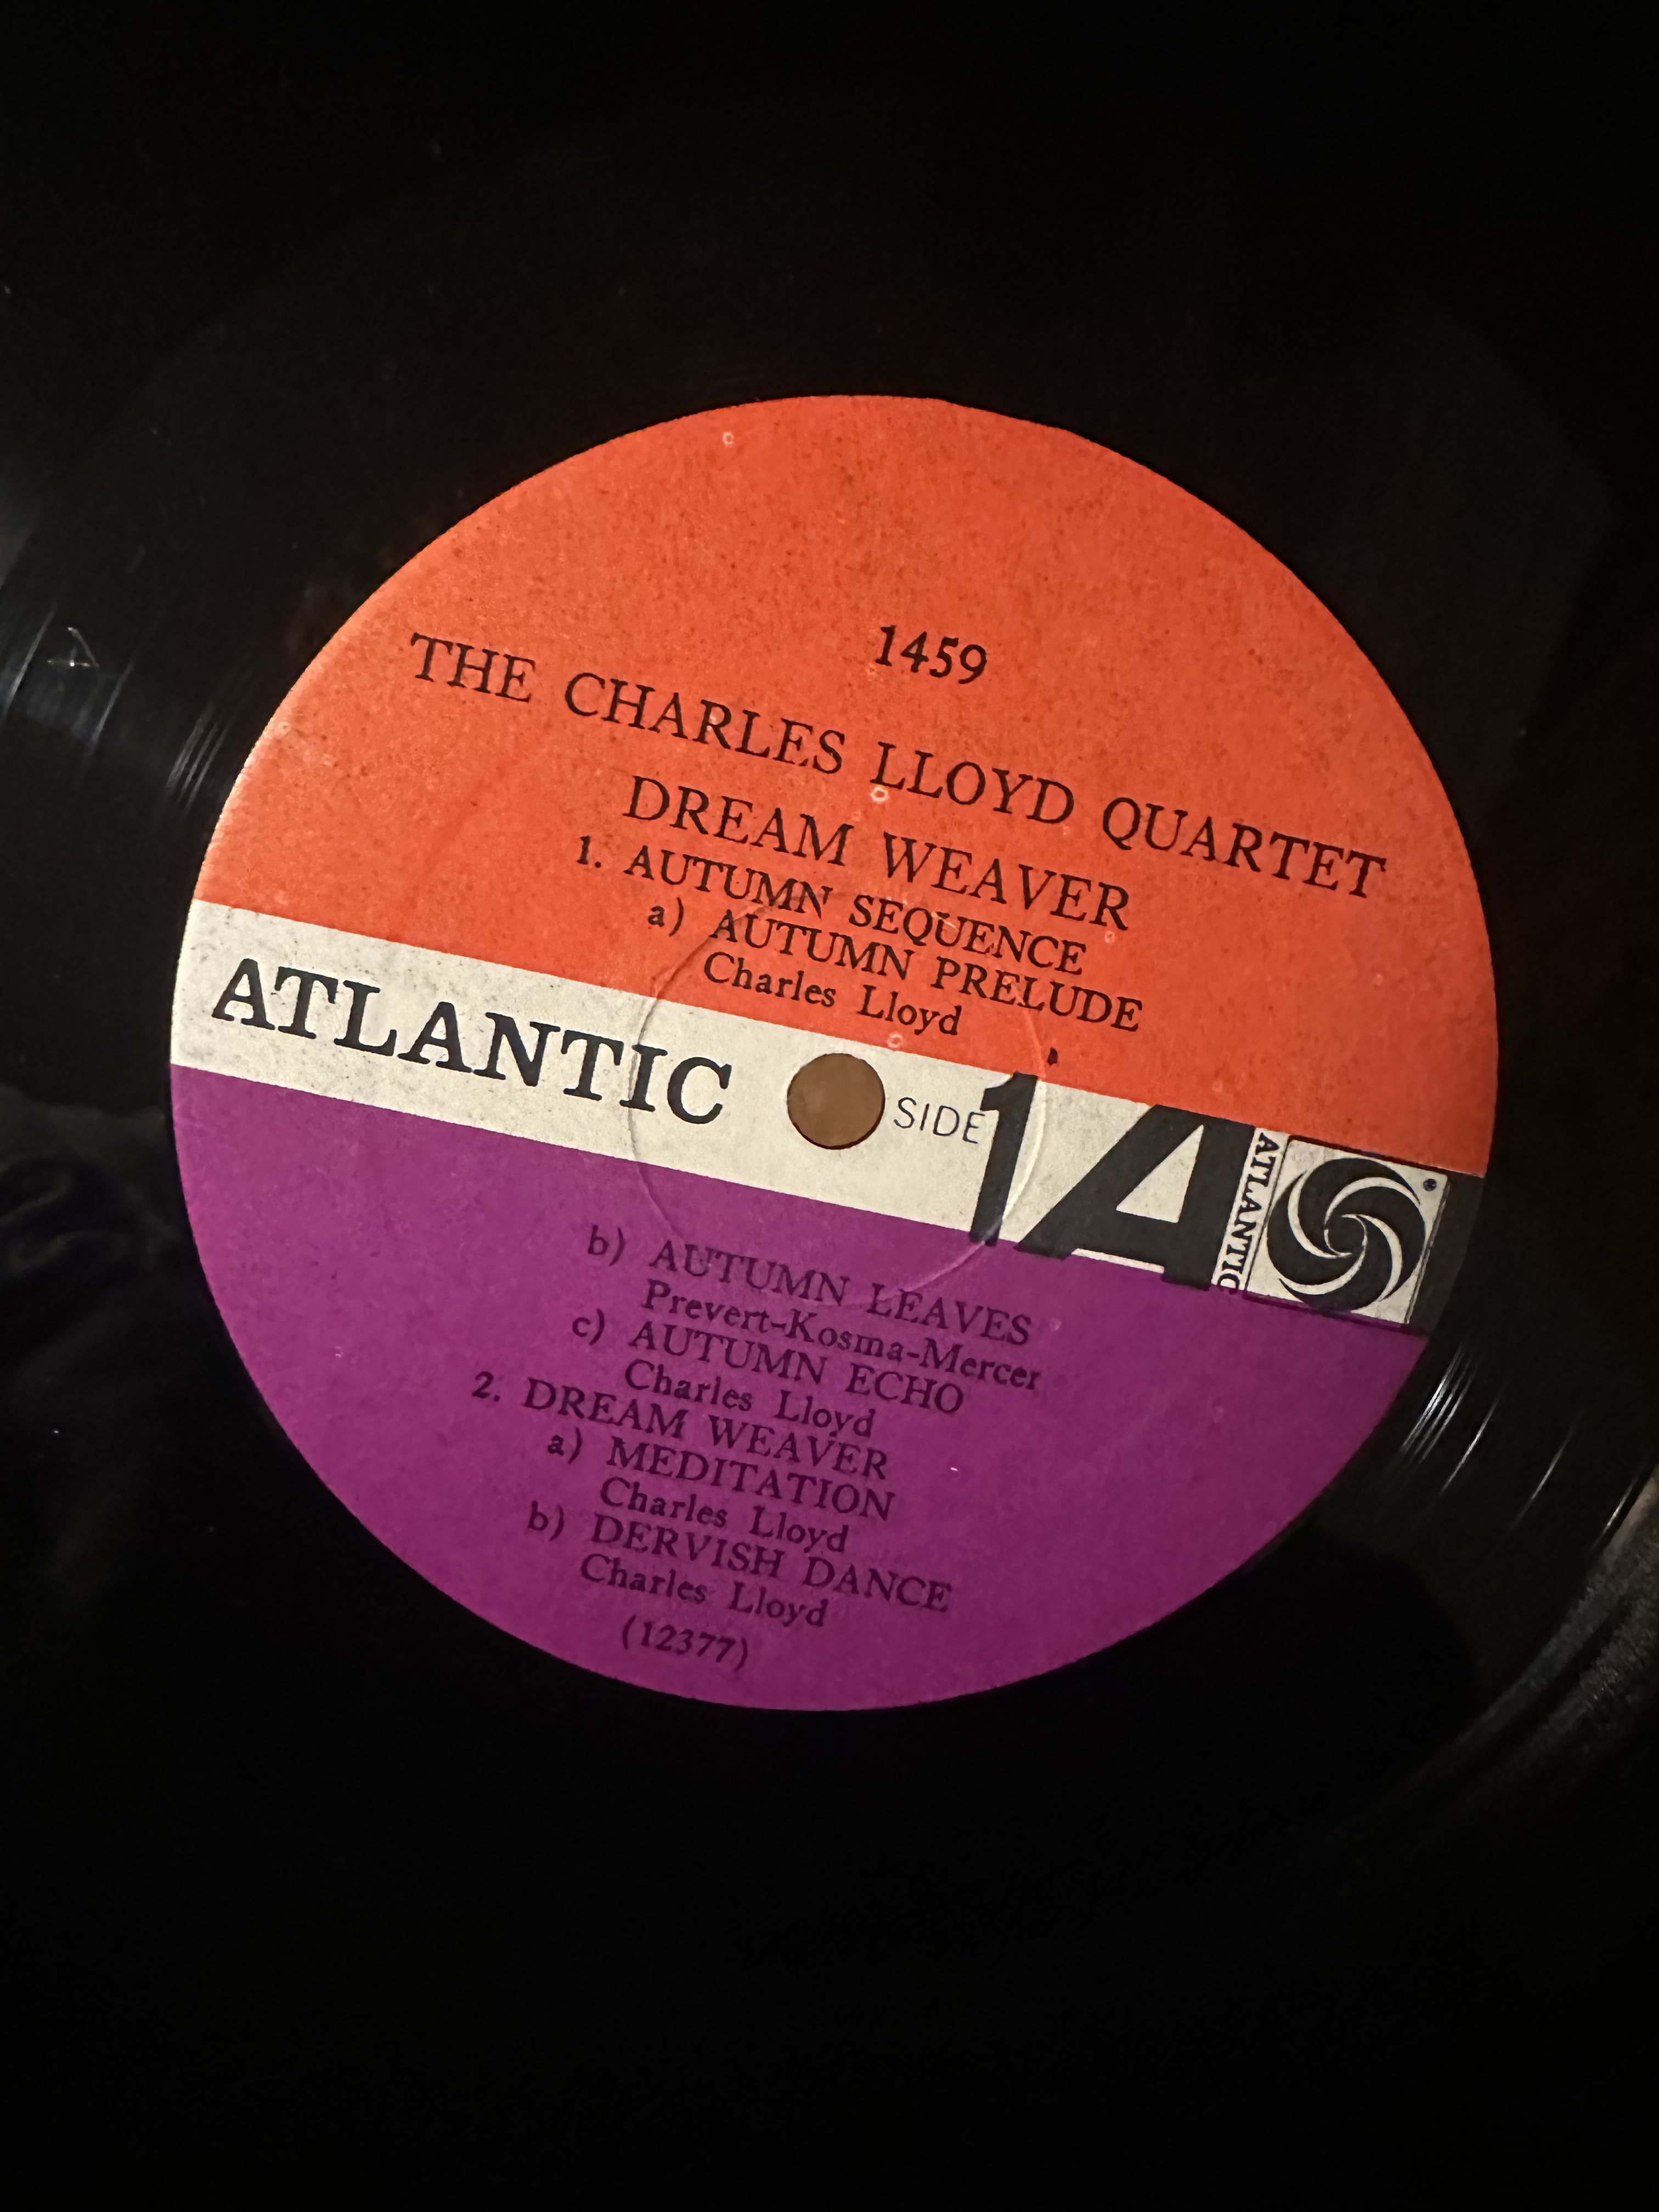 1459
THE CHARLES LLOYD QUARTET
DREAM WEAVER
1. AUTUMN SEQUENCE
a) AUTUMN PRELUDE
Charles Lloyd
ATLANTIC
SIDE 1
A
ATLANTIC
®
b) AUTUMN LEAVES
Prevert-Kosma-Mercer
c) AUTUMN ECHO
Charles Lloyd
2. DREAM WEAVER
a) MEDITATION
Charles Lloyd
b) DERVISH DANCE
Charles Lloyd
(12377)